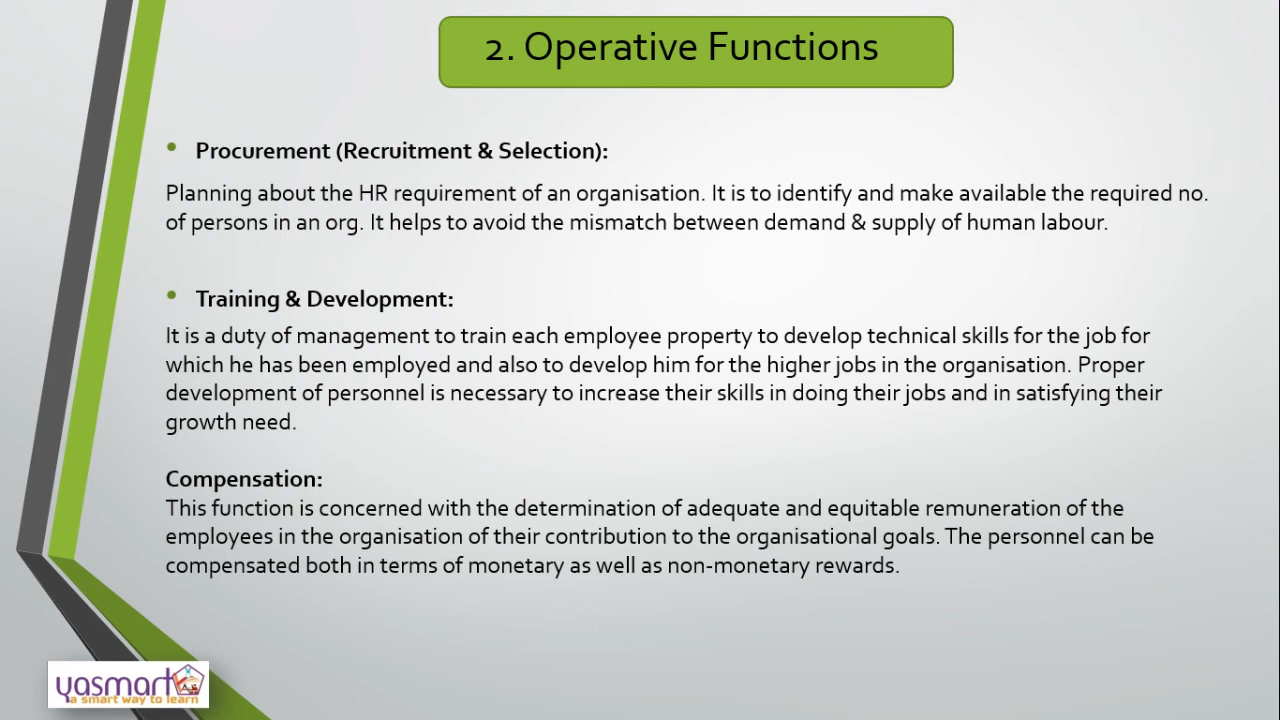 2. Operative Functions
• Procurement (Recruitment & Selection):
Planning about the HR requirement of an organisation. It is to identify and make available the required no.
of persons in an org. It helps to avoid the mismatch between demand & supply of human labour.
• Training & Development:
It is a duty of management to train each employee property to develop technical skills for the job for
which he has been employed and also to develop him for the higher jobs in the organisation. Proper
development of personnel is necessary to increase their skills in doing their jobs and in satisfying their
growth need.
Compensation:
This function is concerned with the determination of adequate and equitable remuneration of the
employees in the organisation of their contribution to the organisational goals. The personnel can be
compensated both in terms of monetary as well as non-monetary rewards.
yasmart
a smart way to learn